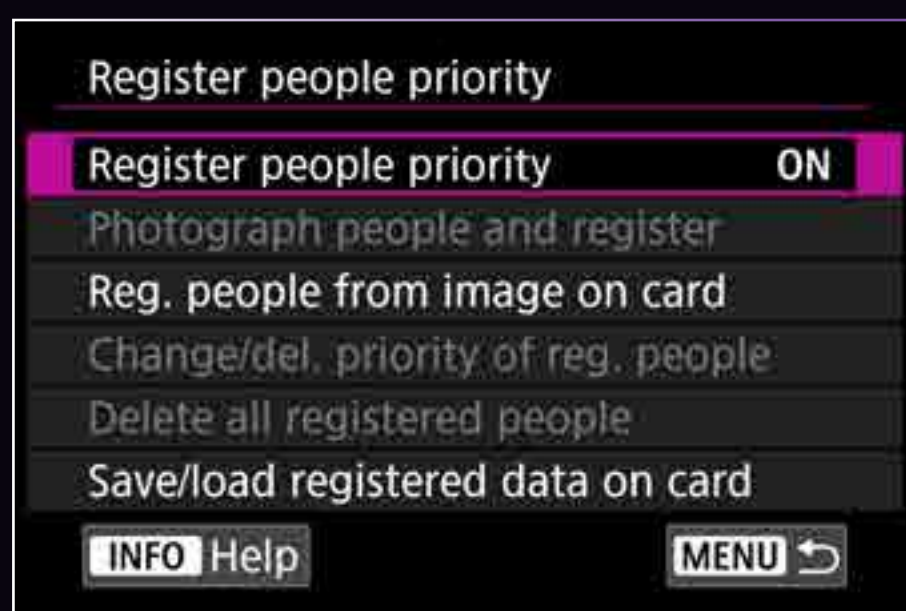 Register people priority
Register people priority ON
Photograph people and register
Reg. people from image on card
Change/del. priority of reg. people
Delete all registered people
Save/load registered data on card
INFO Help MENU